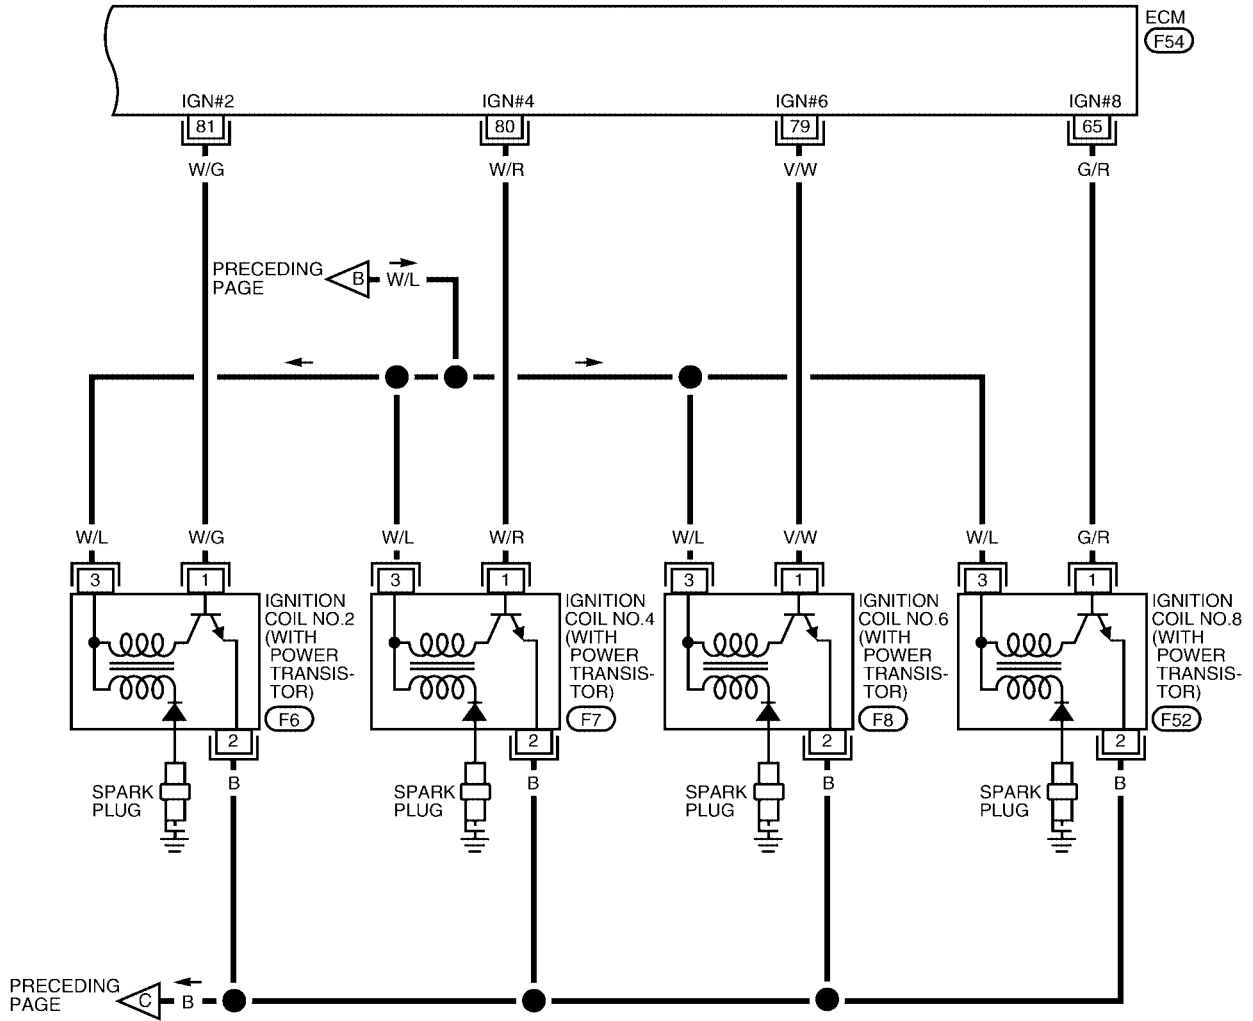 ECM
F54
IGN#2
IGN#4
IGN#6
IGN#8
81
80
79
65
W/G
W/R
V/W
G/R
PRECEDING
PAGE
B
W/L
W/L
W/G
W/L
W/R
W/L
V/W
W/L
G/R
3
1
3
1
3
1
3
1
IGNITION
COIL NO.2
(WITH
POWER
TRANSIS-
TOR)
F6
IGNITION
COIL NO.4
(WITH
POWER
TRANSIS-
TOR)
F7
IGNITION
COIL NO.6
(WITH
POWER
TRANSIS-
TOR)
F8
IGNITION
COIL NO.8
(WITH
POWER
TRANSIS-
TOR)
F52
2
2
2
2
B
B
B
B
SPARK
PLUG
SPARK
PLUG
SPARK
PLUG
SPARK
PLUG
PRECEDING
PAGE
C
B